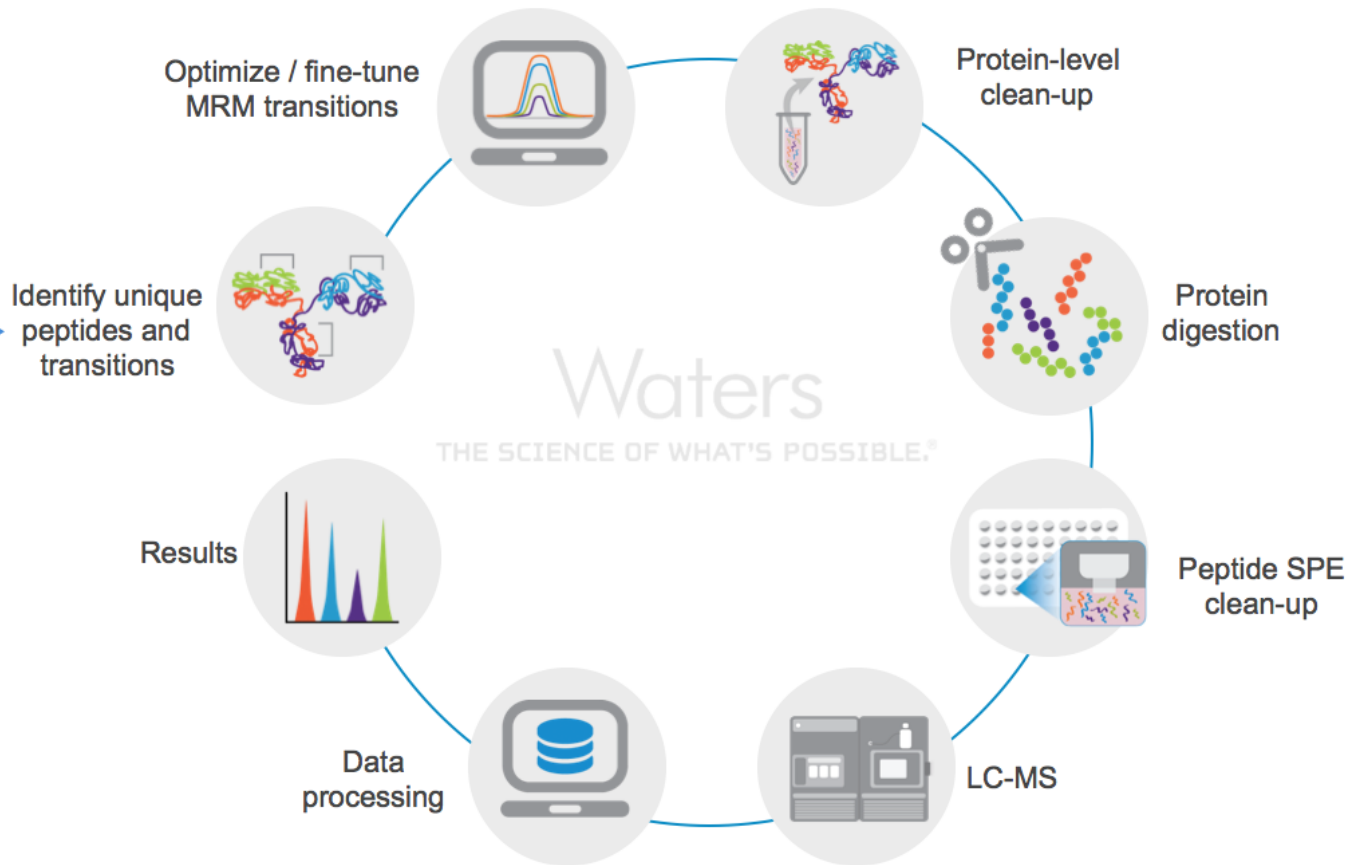 Optimize / fine-tune
MRM transitions
Protein-level
clean-up
Identify unique
peptides and
transitions
Protein
digestion
Waters
THE SCIENCE OF WHAT'S POSSIBLE.®
Results
Peptide SPE
clean-up
Data
processing
LC-MS